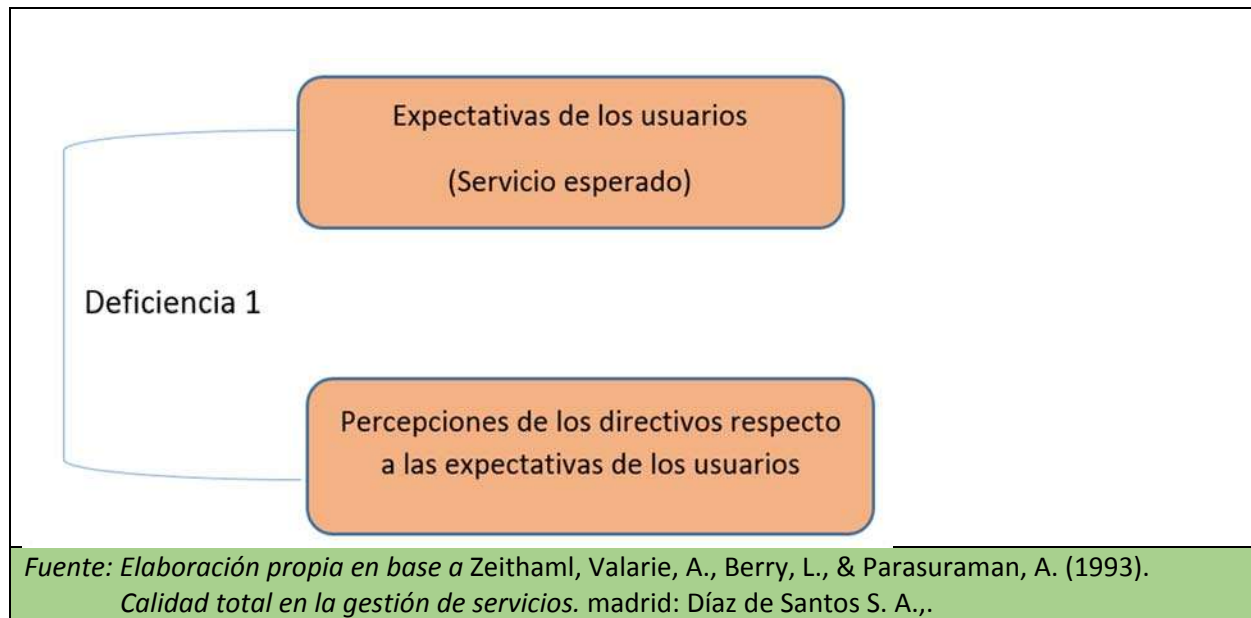 Expectativas de los usuarios
(Servicio esperado)
Deficiencia 1
Percepciones de los directivos respecto
a las expectativas de los usuarios
Fuente: Elaboración propia en base a Zeithaml, Valarie, A., Berry, L., & Parasuraman, A. (1993).
Calidad total en la gestión de servicios. madrid: Díaz de Santos S. A.,.